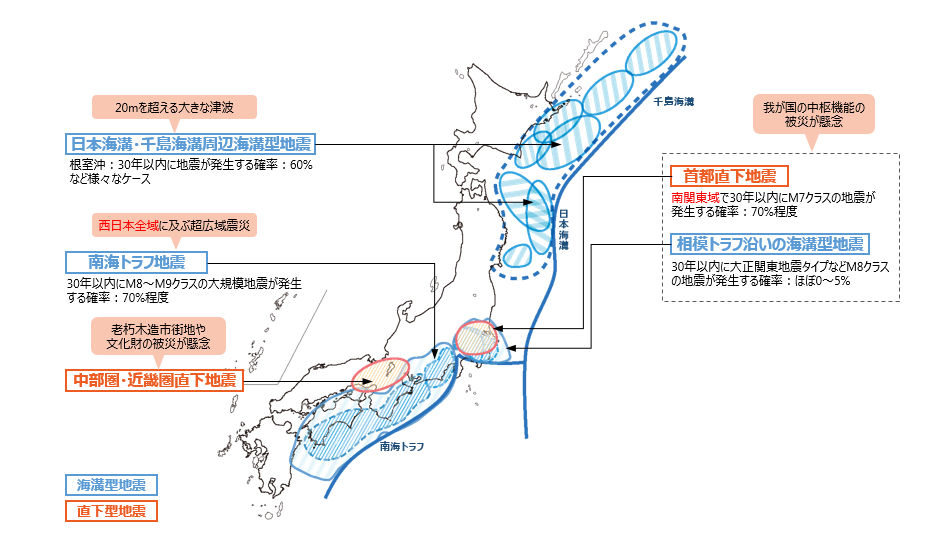 20mを超える大きな津波
日本海溝・千島海溝周辺海溝型地震
根室沖：30年以内に地震が発生する確率：60%
など様々なケース
西日本全域に及ぶ超広域震災
南海トラフ地震
30年以内にM8～M9クラスの大規模地震が発生
する確率：70%程度
老朽木造市街地や
文化財の被災が懸念
中部圏・近畿圏直下地震
海溝型地震
直下型地震
千島海溝
日本海溝
南海トラフ
我が国の中枢機能の
被災が懸念
首都直下地震
南関東域で30年以内にM7クラスの地震が
発生する確率：70%程度
相模トラフ沿いの海溝型地震
30年以内に大正関東地震タイプなどM8クラス
の地震が発生する確率：ほぼ0～5%